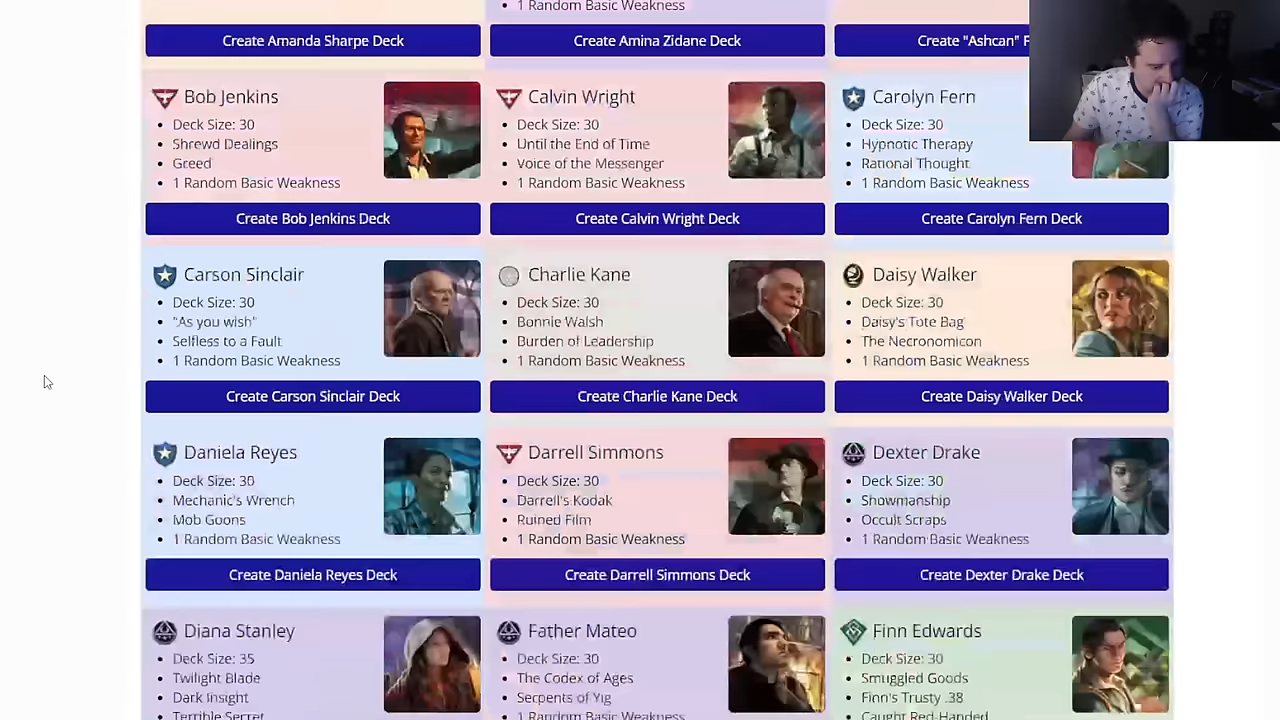 1 Random Basic Weakness
Create Amanda Sharpe Deck
Create Amina Zidane Deck
Create "Ashcan" 
Bob Jenkins
Deck Size: 30
Shrewd Dealings
Greed
1 Random Basic Weakness
Create Bob Jenkins Deck
Calvin Wright
Deck Size: 30
Until the End of Time
Voice of the Messenger
1 Random Basic Weakness
Create Calvin Wright Deck
Carolyn Fern
Deck Size: 30
Hypnotic Therapy
Rational Thought
1 Random Basic Weakness
Create Carolyn Fern Deck
Carson Sinclair
Deck Size: 30
"As you wish"
Selfless to a Fault
1 Random Basic Weakness
Create Carson Sinclair Deck
Charlie Kane
Deck Size: 30
Bonnie Walsh
Burden of Leadership
1 Random Basic Weakness
Create Charlie Kane Deck
Daisy Walker
Deck Size: 30
Daisy's Tote Bag
The Necronomicon
1 Random Basic Weakness
Create Daisy Walker Deck
Daniela Reyes
Deck Size: 30
Mechanic's Wrench
Mob Goons
1 Random Basic Weakness
Create Daniela Reyes Deck
Darrell Simmons
Deck Size: 30
Darrell's Kodak
Ruined Film
1 Random Basic Weakness
Create Darrell Simmons Deck
Dexter Drake
Deck Size: 30
Showmanship
Occult Scraps
1 Random Basic Weakness
Create Dexter Drake Deck
Diana Stanley
Deck Size: 35
Twilight Blade
Dark Insight
Terrible Secret
Father Mateo
Deck Size: 30
The Codex of Ages
Serpents of Yig
1 Random Basic Weakness
Finn Edwards
Deck Size: 30
Smuggled Goods
Finn's Trusty .38
Caught Red-Handed